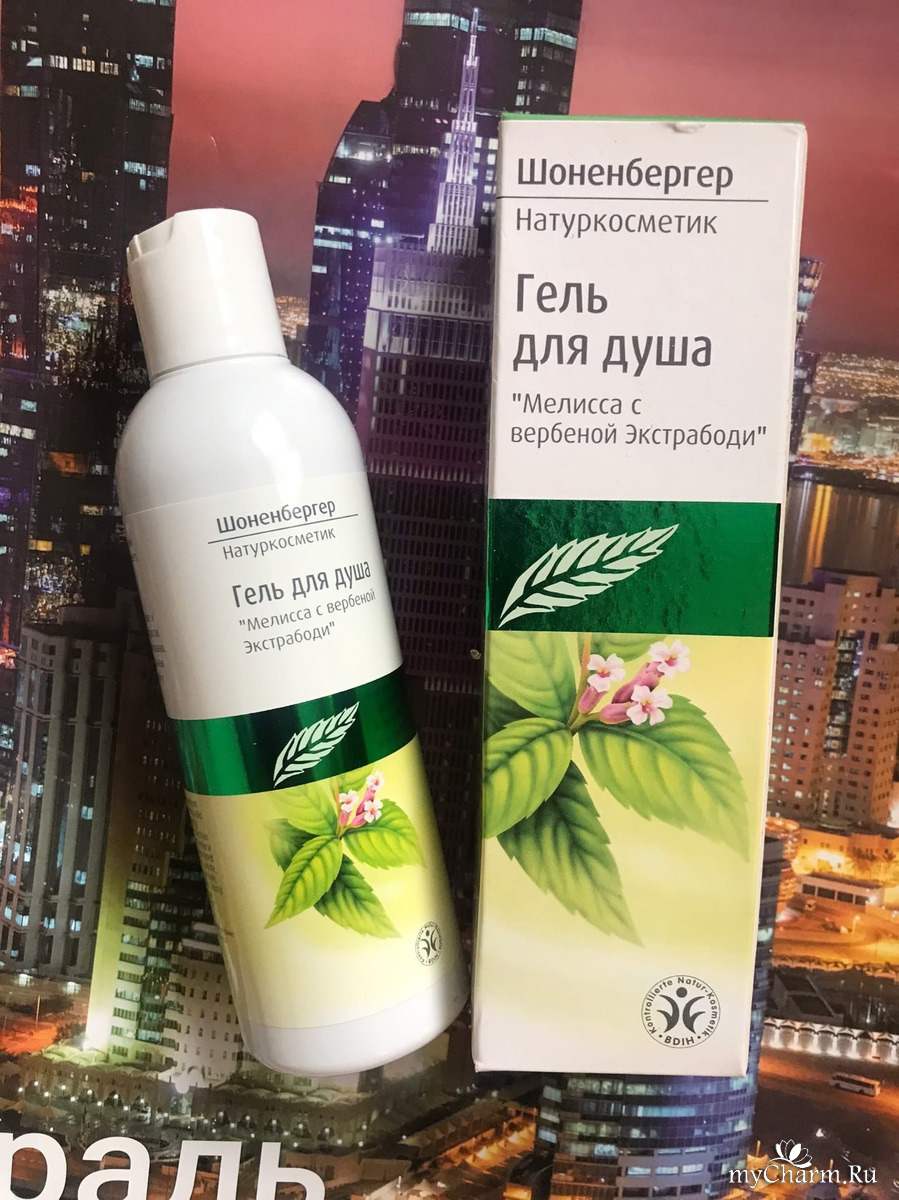 Шоненбергер
Натуркосметик
Гель
для душа
"Мелисса с
вербеной Экстрабоди"
Kontrollierte Natur-Kosmetik
BDIH
Шоненбергер
Натуркосметик
Гель для душа
"Мелисса с вербеной
Экстрабоди"
BDIH
раль
myCharm.Ru